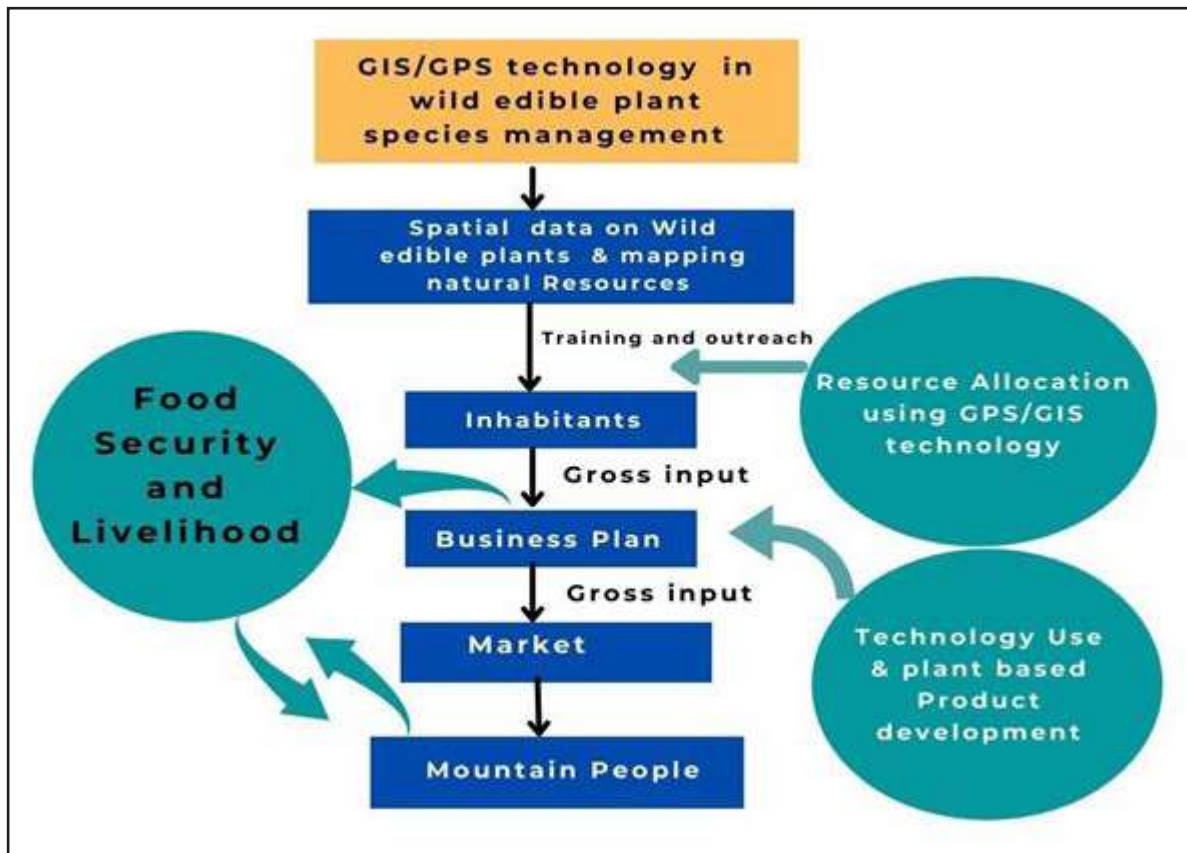 GIS/GPS technology in
wild edible plant
species management
Spatial data on Wild
edible plants & mapping
natural Resources
Training and outreach
Resource Allocation
using GPS/GIS
technology
Inhabitants
Food
Security
and
Livelihood
Gross input
Business Plan
Gross input
Market
Technology Use
& plant based
Product
development
Mountain People